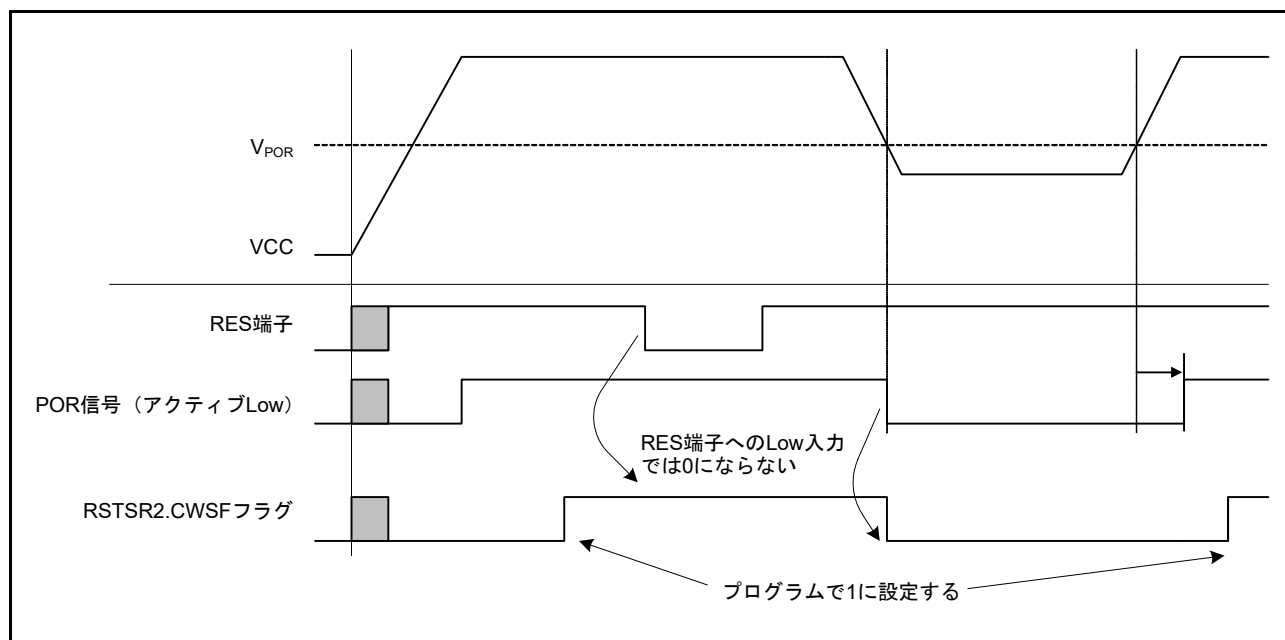 V_POR
VCC
RES端子
POR信号（アクティブLow）
RES端子へのLow入力
では0にならない
RSTSR2.CWSFフラグ
プログラムで1に設定する